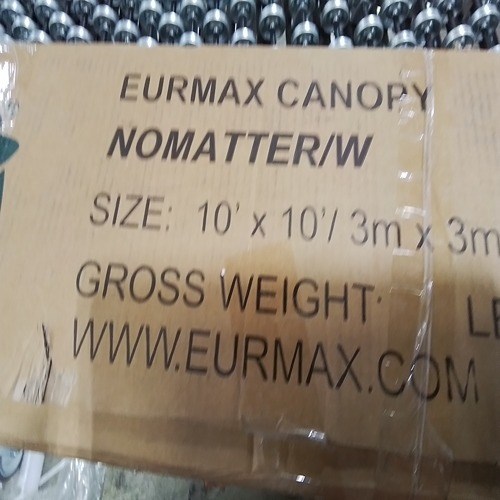 EURMAX CANOPY
NOMATTER/W
SIZE: 10' x 10'/ 3m x 3m
GROSS WEIGHT:
WWW.EURMAX.COM